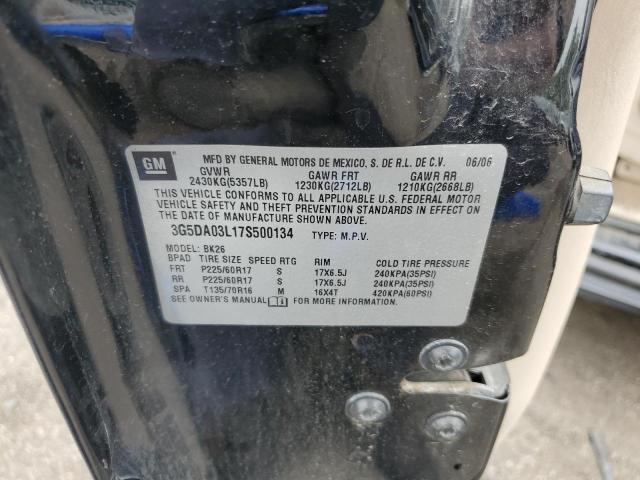 GM MFD BY GENERAL MOTORS DE MEXICO, S. DE R.L. DE C.V. 06/06
GVWR GAWR FRT GAWR RR
2430KG(5357LB) 1230KG(2712LB) 1210KG(2668LB)
THIS VEHICLE CONFORMS TO ALL APPLICABLE U.S. FEDERAL MOTOR
VEHICLE SAFETY AND THEFT PREVENTION STANDARDS IN EFFECT ON
THE DATE OF MANUFACTURE SHOWN ABOVE.
3G5DA03L17S500134 TYPE: M.P.V.
MODEL: BK26
BPAD TIRE SIZE SPEED RTG RIM COLD TIRE PRESSURE
FRT P225/60R17 S 17X6.5J 240KPA(35PSI)
RR P225/60R17 S 17X6.5J 240KPA(35PSI)
SPA T135/70R16 M 16X4T 420KPA(60PSI)
SEE OWNER'S MANUAL FOR MORE INFORMATION.